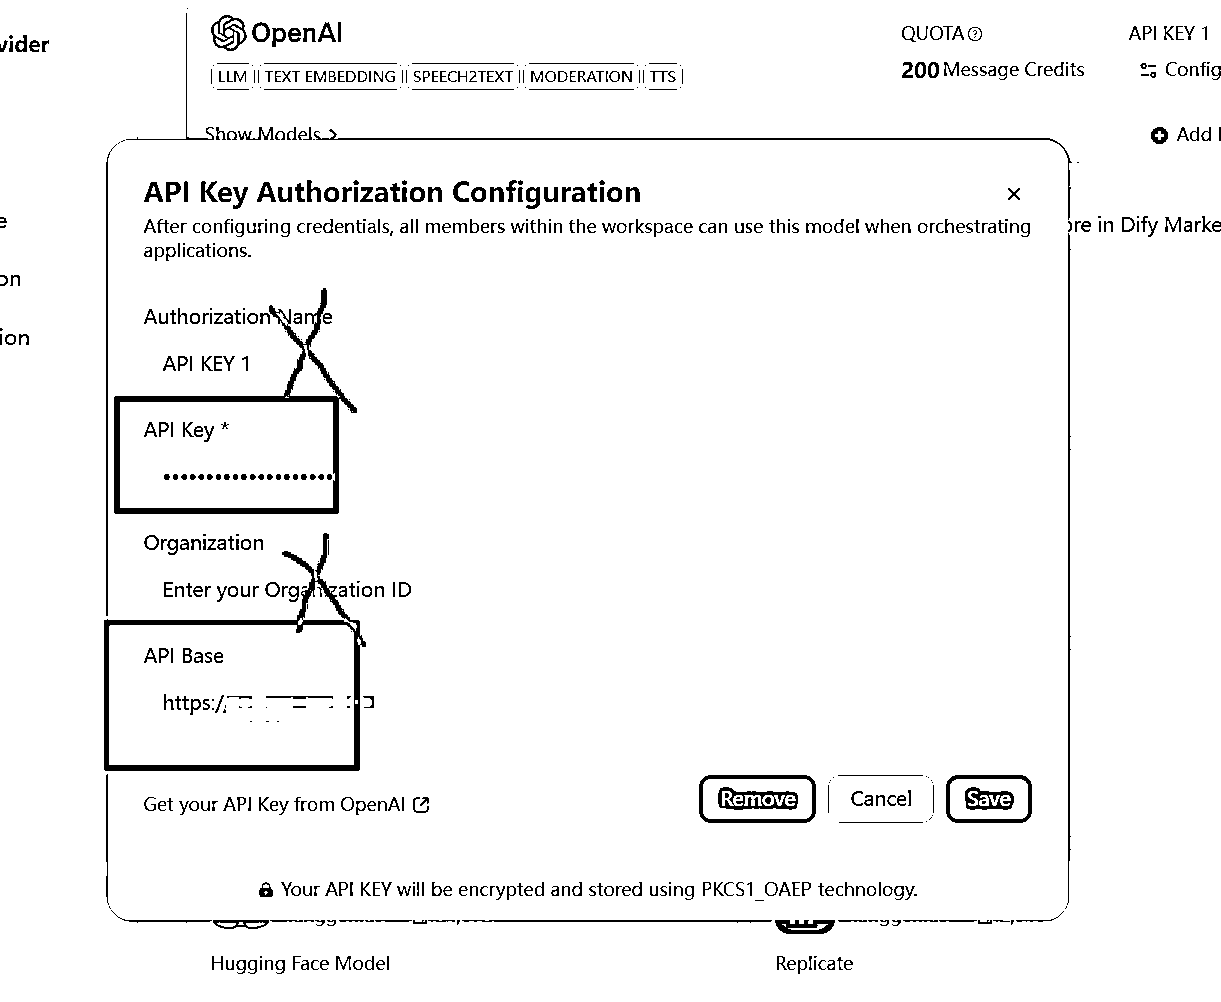 vider
OpenAI
QUOTA
API KEY 1
LLM TEXT EMBEDDING SPEECH2TEXT MODERATION TTS
200 Message Credits
Config
Show Models
Add
API Key Authorization Configuration
After configuring credentials, all members within the workspace can use this model when orchestrating
applications.
re in Dify Marke
e
on
ion
Authorization Name
API KEY 1
API Key *
Organization
Enter your Organization ID
API Base
https:/
Get your API Key from OpenAI
Remove
Cancel
Save
Your API KEY will be encrypted and stored using PKCS1_OAEP technology.
Hugging Face Model
Replicate